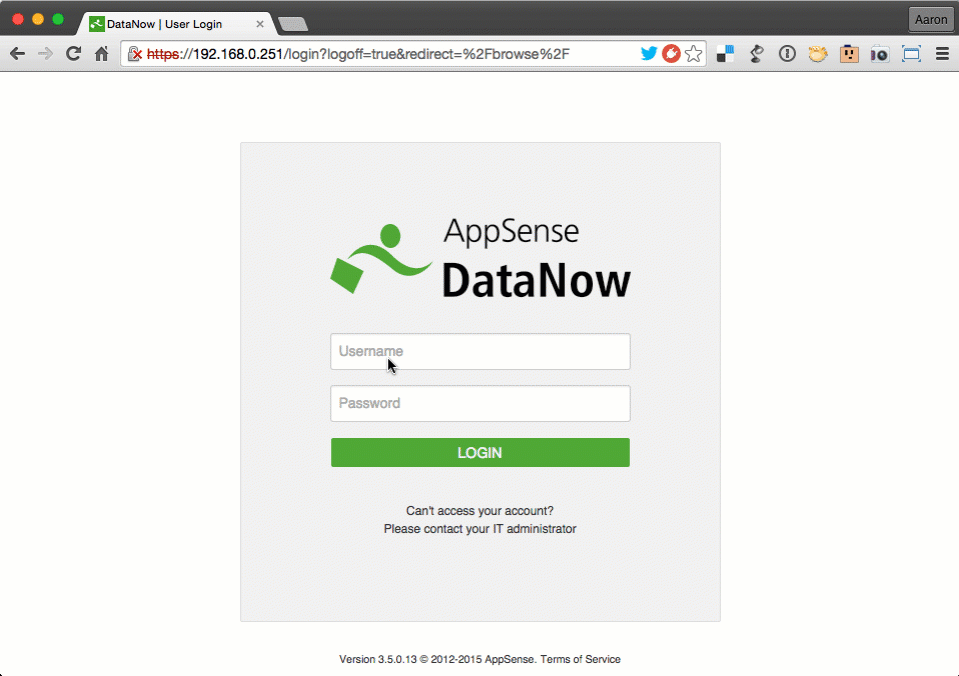 DataNow | User Login
Aaron
https://192.168.0.251/login?logoff=true&redirect=%2Fbrowse%2F
AppSense
DataNow
Username
Password
LOGIN
Can't access your account?
Please contact your IT administrator
Version 3.5.0.13 © 2012-2015 AppSense. Terms of Service